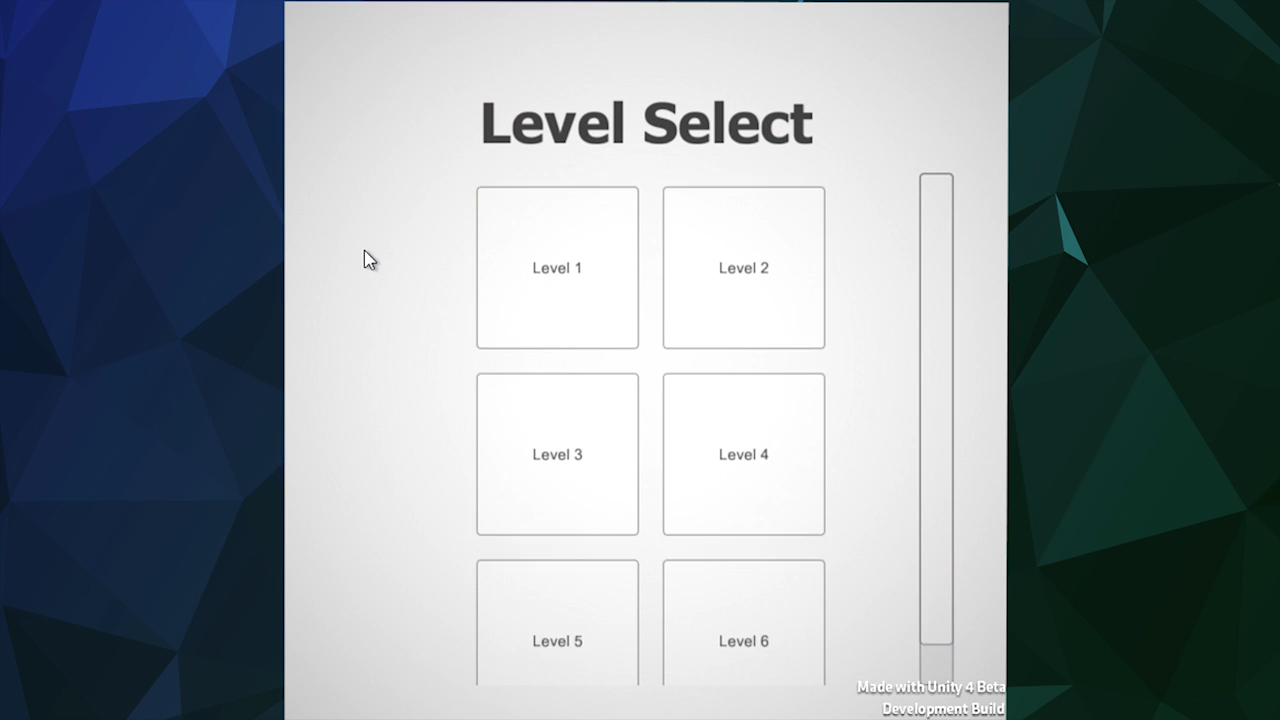 Level Select
Level 1
Level 2
Level 3
Level 4
Level 5
Level 6
Made with Unity 4 Beta
Development Build